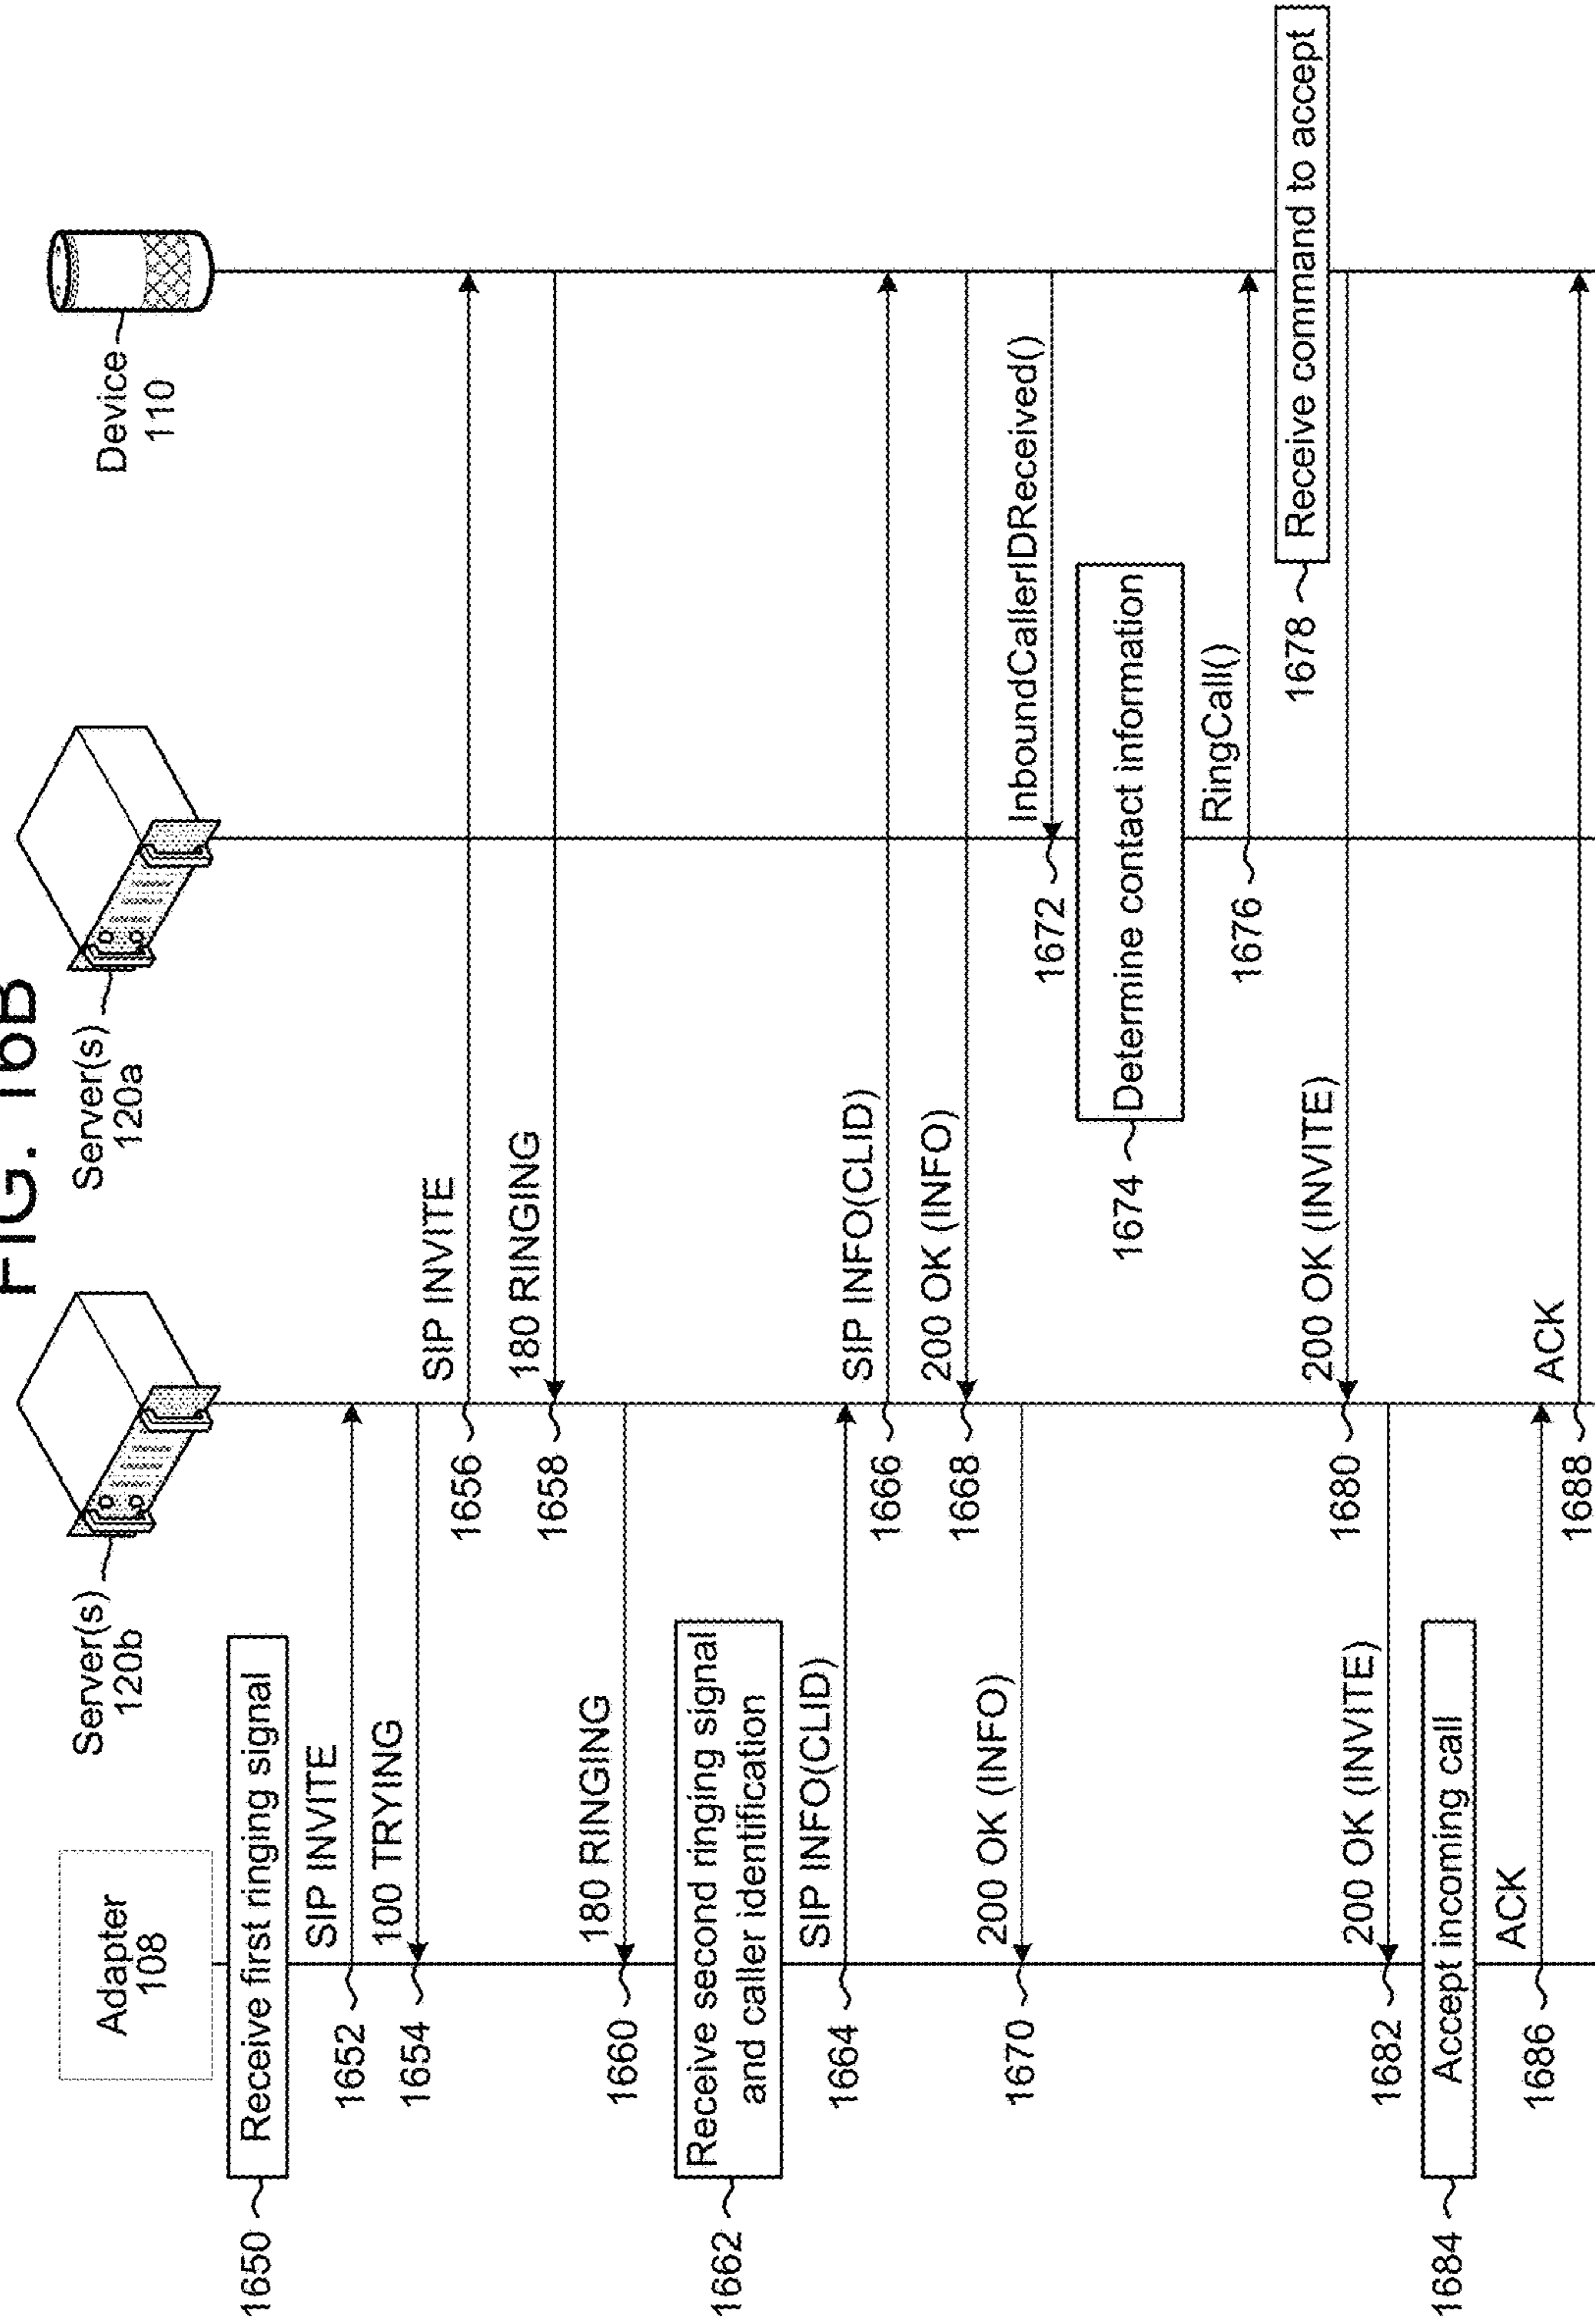 FIG. 16B
Adapter
108
Server(s)
120b
Server(s)
120a
Device
110
1650
Receive first ringing signal
SIP INVITE
1652
100 TRYING
1654
SIP INVITE
1656
180 RINGING
1658
180 RINGING
1660
1662
Receive second ringing signal
and caller identification
SIP INFO(CLID)
1664
SIP INFO(CLID)
1666
200 OK (INFO)
1668
200 OK (INFO)
1670
InboundCallerIDReceived()
1672
1674
Determine contact information
RingCall()
1676
1678
Receive command to accept
200 OK (INVITE)
1680
200 OK (INVITE)
1682
1684
Accept incoming call
ACK
1686
ACK
1688